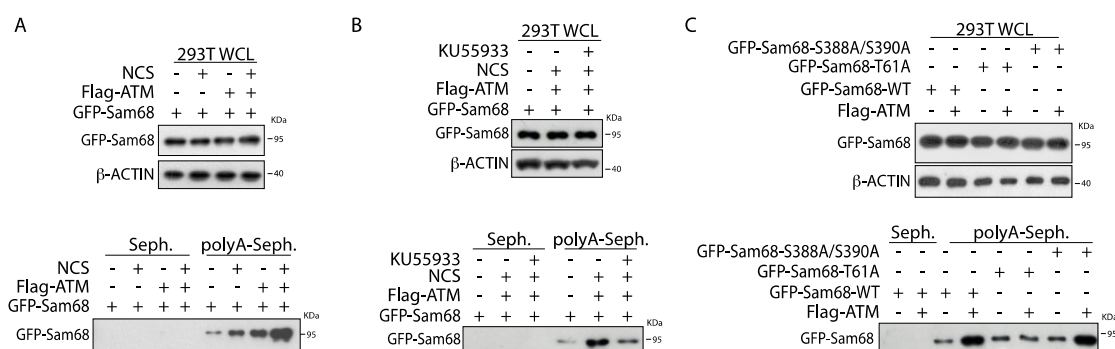 A
293T WCL
NCS - + - +
Flag-ATM - - + +
GFP-Sam68 + + + +
KDa
GFP-Sam68 -95
β-ACTIN -40
Seph. polyA-Seph.
NCS - + - + - + - +
Flag-ATM - - + + - - + +
GFP-Sam68 + + + + + + + +
KDa
GFP-Sam68 -95
B
293T WCL
KU55933 - - +
NCS - + +
Flag-ATM - + +
GFP-Sam68 + + +
KDa
GFP-Sam68 -95
β-ACTIN -40
Seph. polyA-Seph.
KU55933 - - + - - +
NCS - + + - + +
Flag-ATM - + + - + +
GFP-Sam68 + + + + + +
KDa
GFP-Sam68 -95
C
293T WCL
GFP-Sam68-S388A/S390A - - - - + +
GFP-Sam68-T61A - - + + - -
GFP-Sam68-WT + + - - - -
Flag-ATM - + - + - +
KDa
GFP-Sam68 -95
β-ACTIN -40
Seph. polyA-Seph.
GFP-Sam68-S388A/S390A - - - - - - + +
GFP-Sam68-T61A - - - - + + - -
GFP-Sam68-WT + + + + - - - -
Flag-ATM - + - + - + - +
KDa
GFP-Sam68 -95